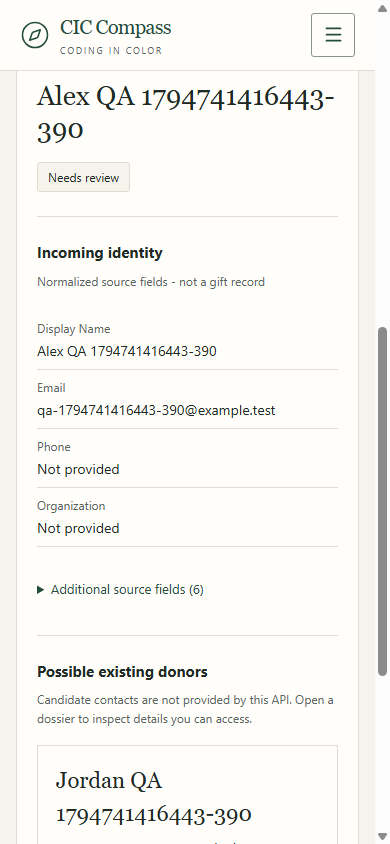 CIC Compass
CODING IN COLOR
Alex QA 1794741416443-
390
Needs review
Incoming identity
Normalized source fields - not a gift record
Display Name
Alex QA 1794741416443-390
Email
qa-1794741416443-390@example.test
Phone
Not provided
Organization
Not provided
Additional source fields (6)
Possible existing donors
Candidate contacts are not provided by this API. Open a
dossier to inspect details you can access.
Jordan QA
1794741416443-390